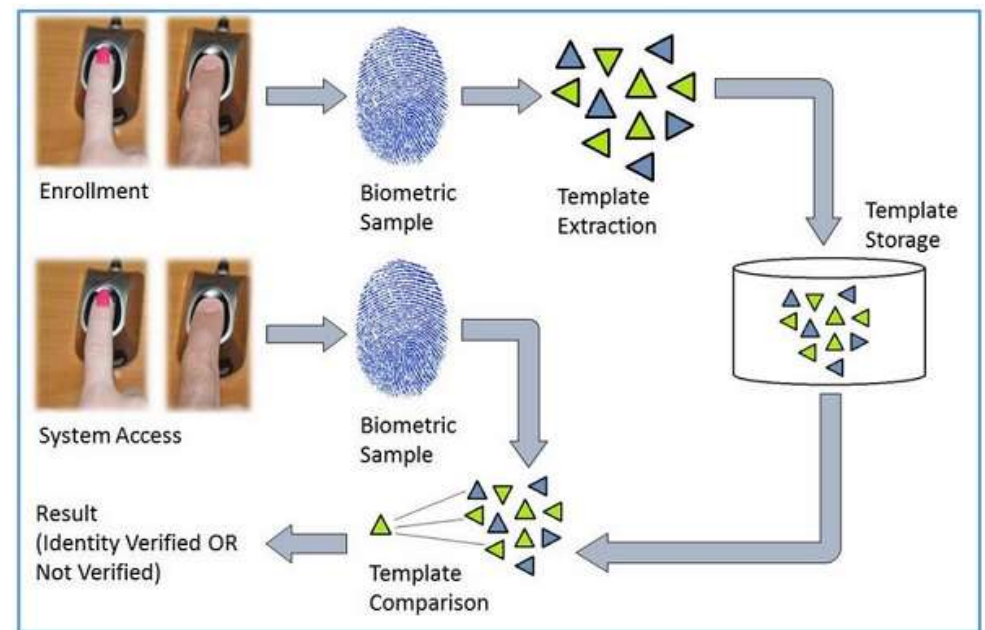 Enrollment
Biometric
Sample
Template
Extraction
Template
Storage
System Access
Biometric
Sample
Result
(Identity Verified OR
Not Verified)
Template
Comparison